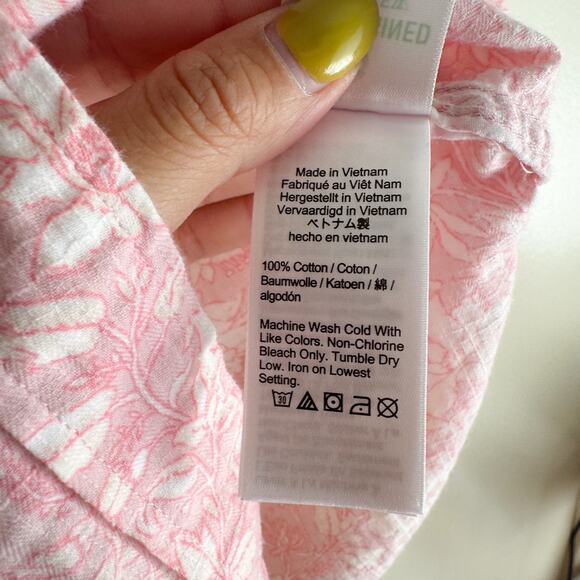 INED
Made in Vietnam
Fabriqué au Viêt Nam
Hergestellt in Vietnam
Vervaardigd in Vietnam
ベトナム製
hecho en vietnam
100% Cotton / Coton /
Baumwolle / Katoen / 綿 /
algodón
Machine Wash Cold With
Like Colors. Non-Chlorine
Bleach Only. Tumble Dry
Low. Iron on Lowest
Setting.
30